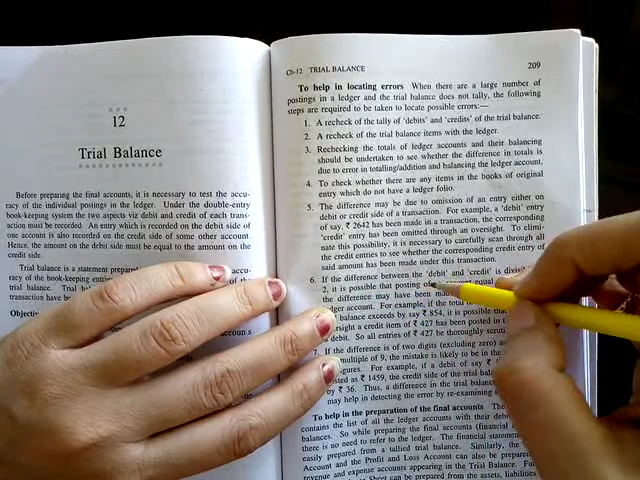 12
Trial Balance
Before preparing the final accounts, it is necessary to test the accu-
racy of the individual postings in the ledger. Under the double-entry
book-keeping system the two aspects viz debit and credit of each trans-
action must be recorded. An entry which is recorded on the debit side of
one account is also recorded on the credit side of some other account.
Hence, the amount on the debit side must be equal to the amount on the
credit side.
Trial balance is a statement prepared accu-
racy of the book-keeping of the
trial balance.
transaction have
Ch-12 TRIAL BALANCE 209
To help in locating errors When there are a large number of
postings in a ledger and the trial balance does not tally, the following
steps are required to be taken to locate possible errors:—
1. A recheck of the tally of 'debits' and 'credits' of the trial balance.
2. A recheck of the trial balance items with the ledger.
3. Rechecking the totals of ledger accounts and their balancing
should be undertaken to see whether the difference in totals is
due to error in totalling/addition and balancing the ledger account.
4. To check whether there are any items in the books of original
entry which do not have a ledger folio.
5. The difference may be due to omission of an entry either on
debit or credit side of a transaction. For example, a 'debit' entry
of say, ₹ 2642 has been made in a transaction, the corresponding
'credit' entry has been omitted through an oversight. To elimi-
nate this possibility, it is necessary to carefully scan through all
the credit entries to see whether the corresponding credit entry of
said amount has been made under this transaction.
6. If the difference between the 'debit' and 'credit' is
2, it is possible that posting equal
the difference may have been
account. For example, if the total
balance exceeds by say ₹ 854, it is possible that
a credit item of ₹ 427 has been posted in
debit. So all entries of ₹ 427 be thoroughly
7. If the difference is of two digits (excluding zero)
multiple of 9, the mistake is likely to be in the
For example, if a debit of say ₹
as ₹ 1459, the credit side of the trial
by ₹ 36. Thus, a difference in the trial balance
may help in detecting the error by re-examining
To help in the preparation of the final accounts The
contains the list of all the ledger accounts with their
balances. So while preparing the final accounts (financial
there is no need to refer to the ledger. The financial
easily prepared from a tallied trial balance. Similarly, the
Account and the Profit and Loss Account can also be prepared
revenue and expense accounts appearing in the Trial Balance.
Sheet can be prepared from the assets, liabilities